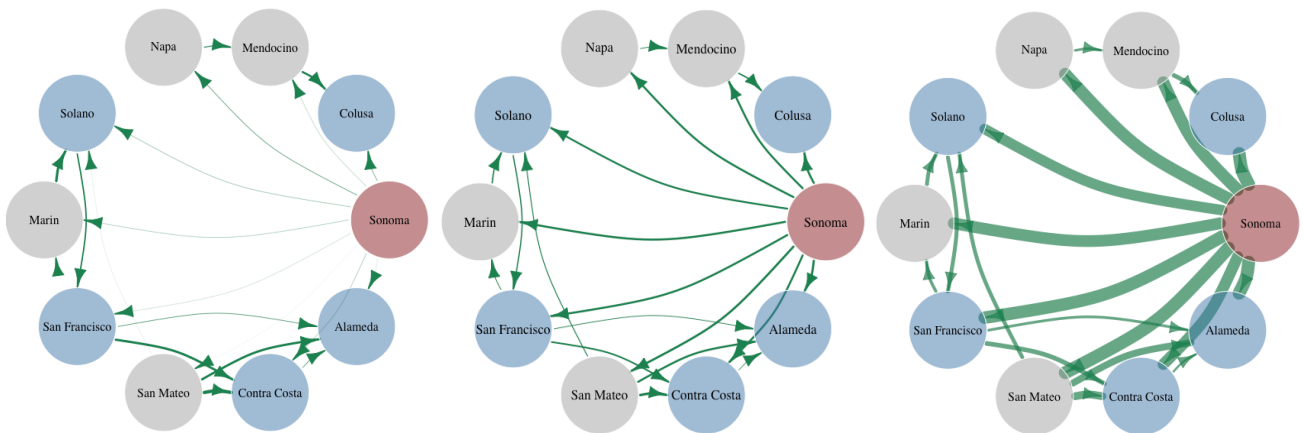 Napa
Mendocino
Solano
Colusa
Marin
Sonoma
San Francisco
Alameda
San Mateo
Contra Costa
Napa
Mendocino
Solano
Colusa
Marin
Sonoma
San Francisco
Alameda
San Mateo
Contra Costa
Napa
Mendocino
Solano
Colusa
Marin
Sonoma
San Francisco
Alameda
San Mateo
Contra Costa